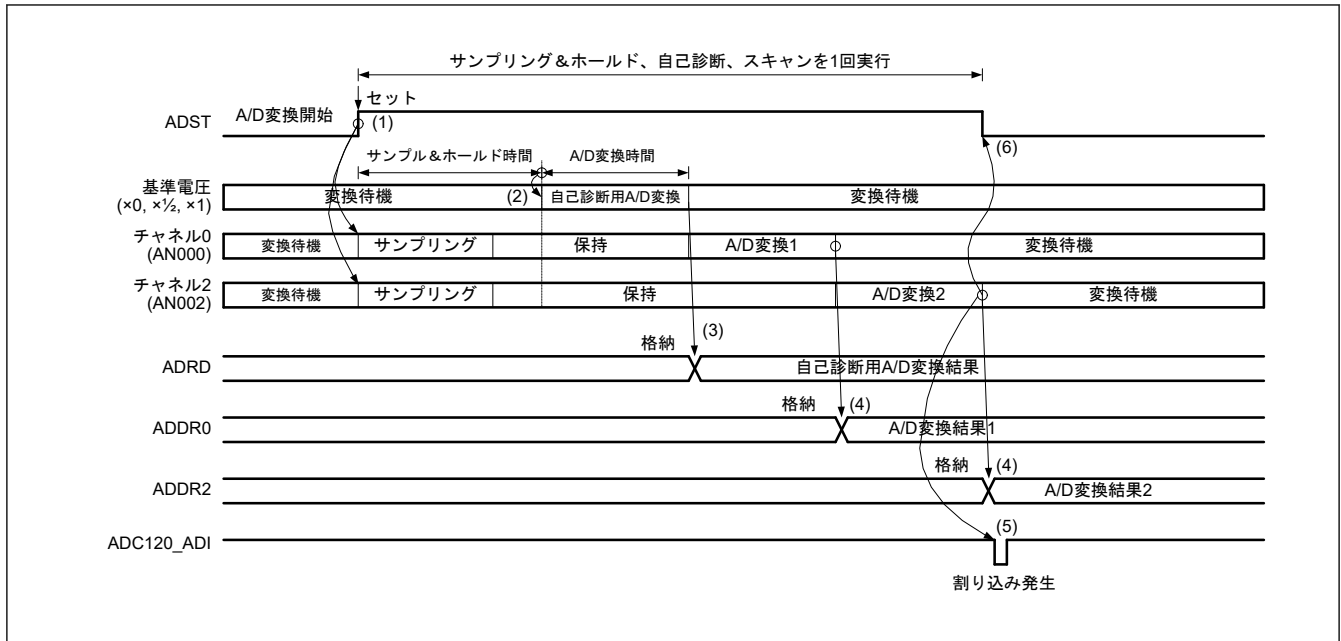 サンプリング＆ホールド、自己診断、スキャンを1回実行
セット
ADST
A/D変換開始
(1)
(6)
サンプル＆ホールド時間
A/D変換時間
基準電圧
(×0, ×½, ×1)
変換待機
(2)
自己診断用A/D変換
変換待機
チャネル0
(AN000)
変換待機
サンプリング
保持
A/D変換1
変換待機
チャネル2
(AN002)
変換待機
サンプリング
保持
A/D変換2
変換待機
格納
(3)
ADRD
自己診断用A/D変換結果
格納
(4)
ADDR0
A/D変換結果1
格納
(4)
ADDR2
A/D変換結果2
(5)
ADC120_ADI
割り込み発生